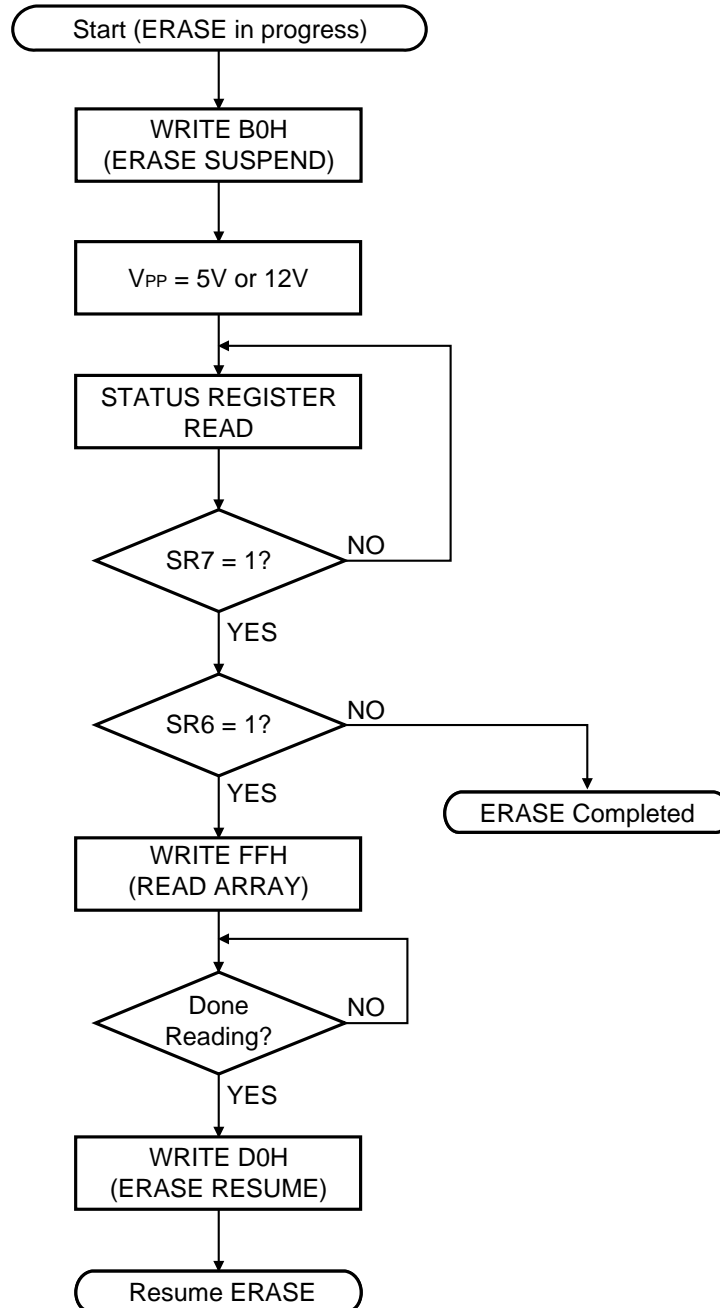 Start (ERASE in progress)
WRITE B0H
(ERASE SUSPEND)
VPP = 5V or 12V
STATUS REGISTER
READ
SR7 = 1?
NO
YES
SR6 = 1?
NO
YES
ERASE Completed
WRITE FFH
(READ ARRAY)
Done
Reading?
NO
YES
WRITE D0H
(ERASE RESUME)
Resume ERASE